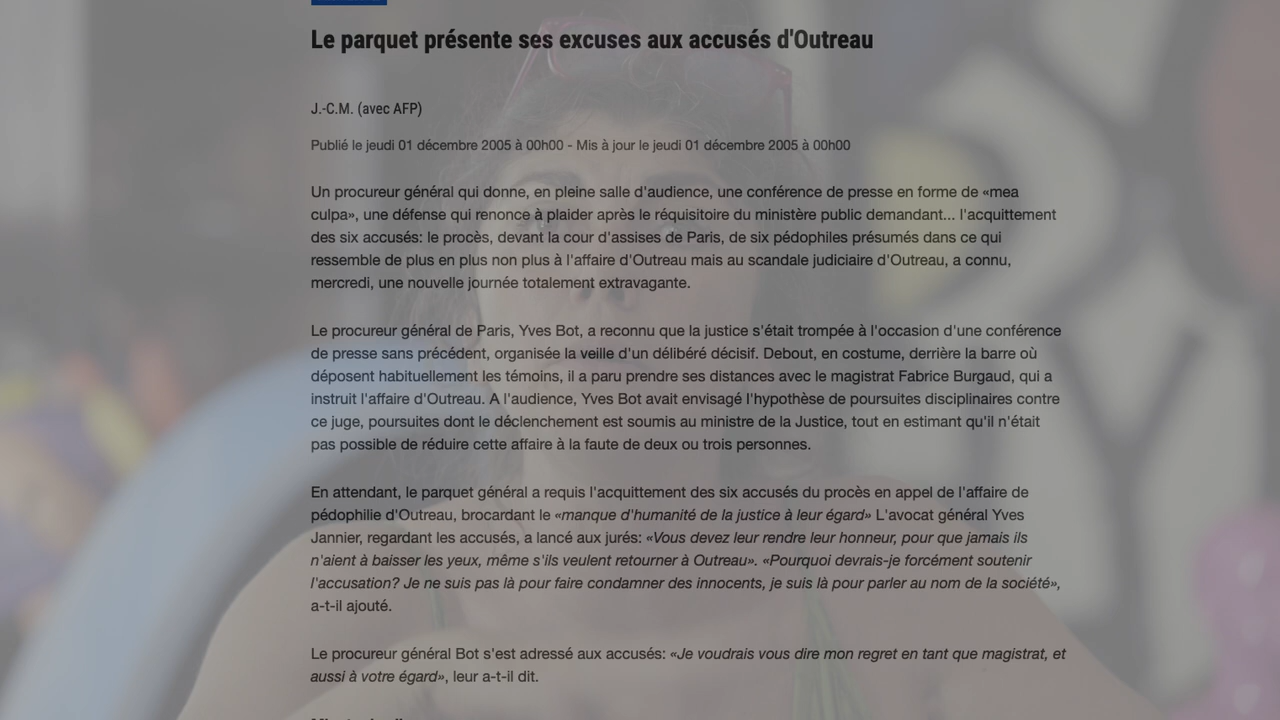 Le parquet présente ses excuses aux accusés d'Outreau
J.-C.M. (avec AFP)
Publié le jeudi 01 décembre 2005 à 00h00 - Mis à jour le jeudi 01 décembre 2005 à 00h00
Un procureur général qui donne, en pleine salle d'audience, une conférence de presse en forme de «mea
culpa», une défense qui renonce à plaider après le réquisitoire du ministère public demandant... l'acquittement
des six accusés: le procès, devant la cour d'assises de Paris, de six pédophiles présumés dans ce qui
ressemble de plus en plus non plus à l'affaire d'Outreau mais au scandale judiciaire d'Outreau, a connu,
mercredi, une nouvelle journée totalement extravagante.
Le procureur général de Paris, Yves Bot, a reconnu que la justice s'était trompée à l'occasion d'une conférence
de presse sans précédent, organisée la veille d'un délibéré décisif. Debout, en costume, derrière la barre où
déposent habituellement les témoins, il a paru prendre ses distances avec le magistrat Fabrice Burgaud, qui a
instruit l'affaire d'Outreau. A l'audience, Yves Bot avait envisagé l'hypothèse de poursuites disciplinaires contre
ce juge, poursuites dont le déclenchement est soumis au ministre de la Justice, tout en estimant qu'il n'était
pas possible de réduire cette affaire à la faute de deux ou trois personnes.
En attendant, le parquet général a requis l'acquittement des six accusés du procès en appel de l'affaire de
pédophilie d'Outreau, brocardant le «manque d'humanité de la justice à leur égard» L'avocat général Yves
Jannier, regardant les accusés, a lancé aux jurés: «Vous devez leur rendre leur honneur, pour que jamais ils
n'aient à baisser les yeux, même s'ils veulent retourner à Outreau». «Pourquoi devrais-je forcément soutenir
l'accusation? Je ne suis pas là pour faire condamner des innocents, je suis là pour parler au nom de la société»,
a-t-il ajouté.
Le procureur général Bot s'est adressé aux accusés: «Je voudrais vous dire mon regret en tant que magistrat, et
aussi à votre égard», leur a-t-il dit.